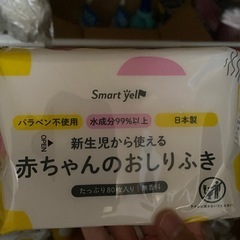 Smart yell
パラベン不使用 水成分99%以上 日本製
OPEN
新生児から使える
赤ちゃんのおしりふき
たっぷり80枚入り 無香料